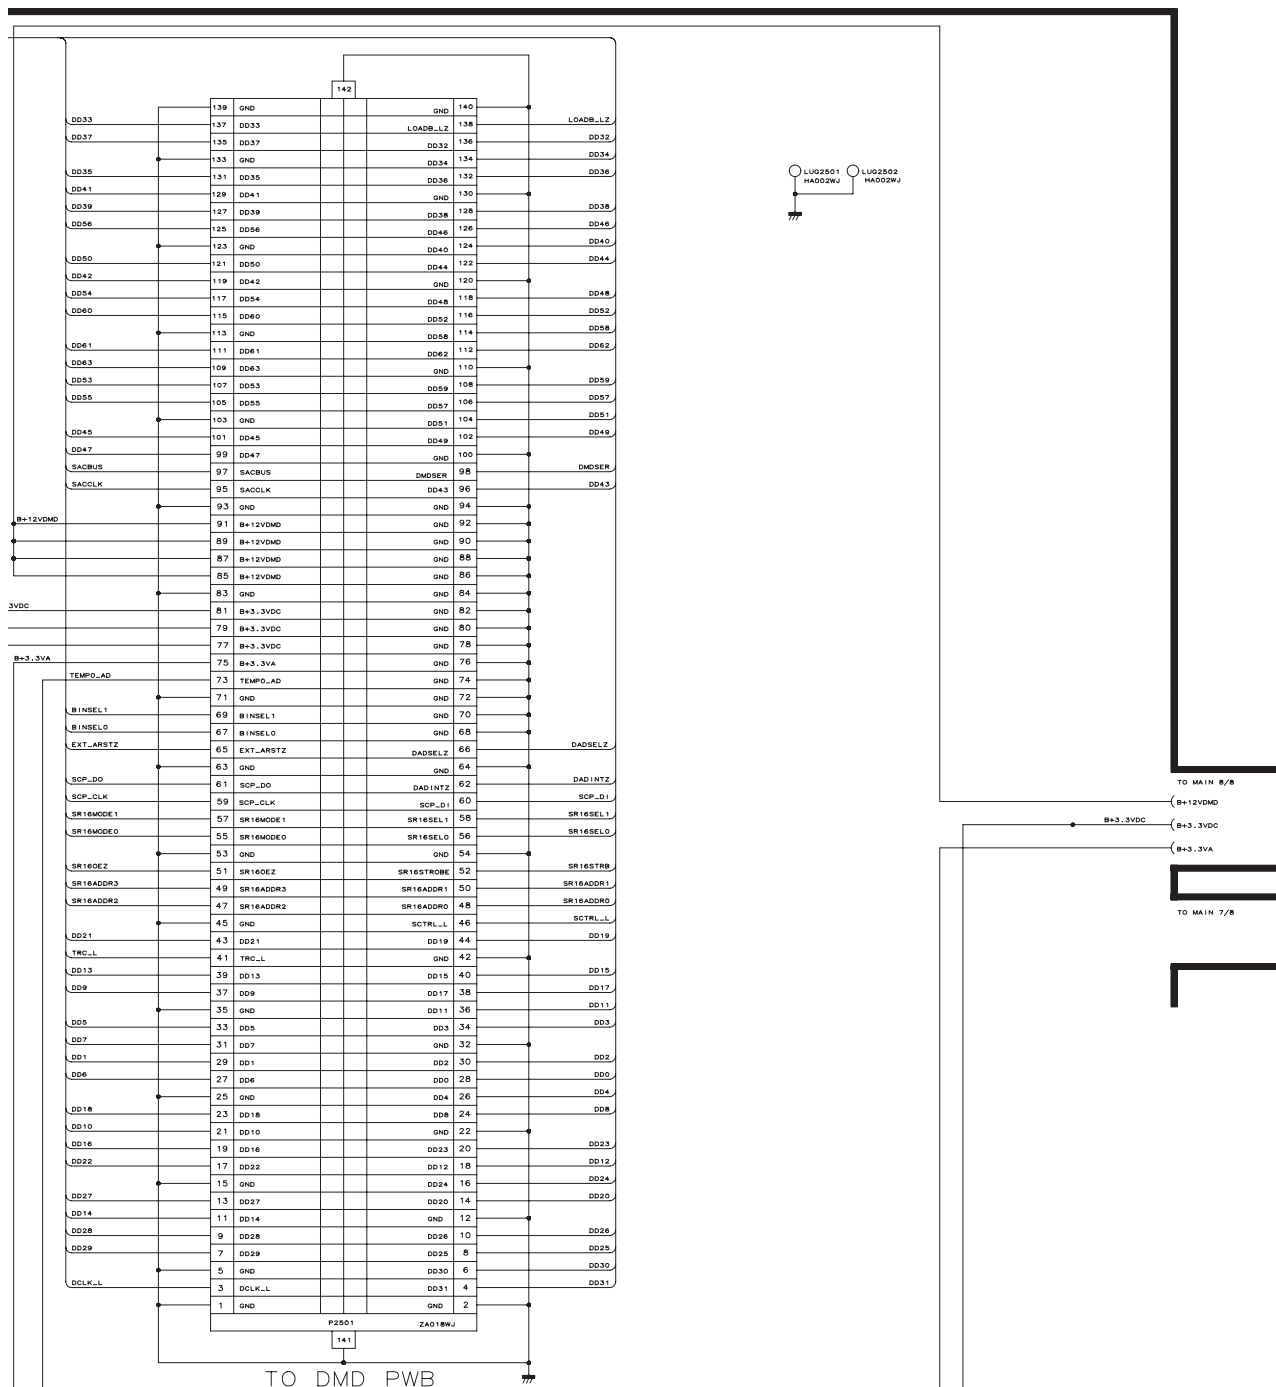 142
139 GND GND 140
DD33 137 DD33 LOADB_LZ 138 LOADB_LZ
DD37 135 DD37 DD32 136 DD32
133 GND DD34 134 DD34
DD35 131 DD35 DD36 132 DD36
DD41 129 DD41 GND 130
DD39 127 DD39 DD38 128 DD38
DD56 125 DD56 DD46 126 DD46
123 GND DD40 124 DD40
DD50 121 DD50 DD44 122 DD44
DD42 119 DD42 GND 120
DD54 117 DD54 DD48 118 DD48
DD60 115 DD60 DD52 116 DD52
113 GND DD58 114 DD58
DD61 111 DD61 DD62 112 DD62
DD63 109 DD63 GND 110
DD53 107 DD53 DD59 108 DD59
DD55 105 DD55 DD57 106 DD57
103 GND DD51 104 DD51
DD45 101 DD45 DD49 102 DD49
DD47 99 DD47 GND 100
SACBUS 97 SACBUS DMDSER 98 DMDSER
SACCLK 95 SACCLK DD43 96 DD43
93 GND GND 94
B+12VDMD 91 B+12VDMD GND 92
89 B+12VDMD GND 90
87 B+12VDMD GND 88
85 B+12VDMD GND 86
83 GND GND 84
3VDC 81 B+3.3VDC GND 82
79 B+3.3VDC GND 80
77 B+3.3VDC GND 78
B+3.3VA 75 B+3.3VA GND 76
TEMPO_AD 73 TEMPO_AD GND 74
71 GND GND 72
BINSEL1 69 BINSEL1 GND 70
BINSEL0 67 BINSEL0 GND 68
EXT_ARSTZ 65 EXT_ARSTZ DADSELZ 66 DADSELZ
63 GND GND 64
SCP_DO 61 SCP_DO DADINTZ 62 DADINTZ
SCP_CLK 59 SCP_CLK SCP_DI 60 SCP_DI
SR16MODE1 57 SR16MODE1 SR16SEL1 58 SR16SEL1
SR16MODE0 55 SR16MODE0 SR16SEL0 56 SR16SEL0
53 GND GND 54
SR16OEZ 51 SR16OEZ SR16STROBE 52 SR16STRB
SR16ADDR3 49 SR16ADDR3 SR16ADDR1 50 SR16ADDR1
SR16ADDR2 47 SR16ADDR2 SR16ADDR0 48 SR16ADDR0
45 GND SCTRL_L 46 SCTRL_L
DD21 43 DD21 DD19 44 DD19
TRC_L 41 TRC_L GND 42
DD13 39 DD13 DD15 40 DD15
DD9 37 DD9 DD17 38 DD17
35 GND DD11 36 DD11
DD5 33 DD5 DD3 34 DD3
DD7 31 DD7 GND 32
DD1 29 DD1 DD2 30 DD2
DD6 27 DD6 DD0 28 DD0
25 GND DD4 26 DD4
DD18 23 DD18 DD8 24 DD8
DD10 21 DD10 GND 22
DD16 19 DD16 DD23 20 DD23
DD22 17 DD22 DD12 18 DD12
15 GND DD24 16 DD24
DD27 13 DD27 DD20 14 DD20
DD14 11 DD14 GND 12
DD28 9 DD28 DD26 10 DD26
DD29 7 DD29 DD25 8 DD25
5 GND DD30 6 DD30
DCLK_L 3 DCLK_L DD31 4 DD31
1 GND GND 2
P2501 ZA018WJ
141
TO DMD PWB
LUG2501 LUG2502
HA002WJ HA002WJ
TO MAIN 8/8
B+12VDMD
B+3.3VDC B+3.3VDC
B+3.3VA
TO MAIN 7/8